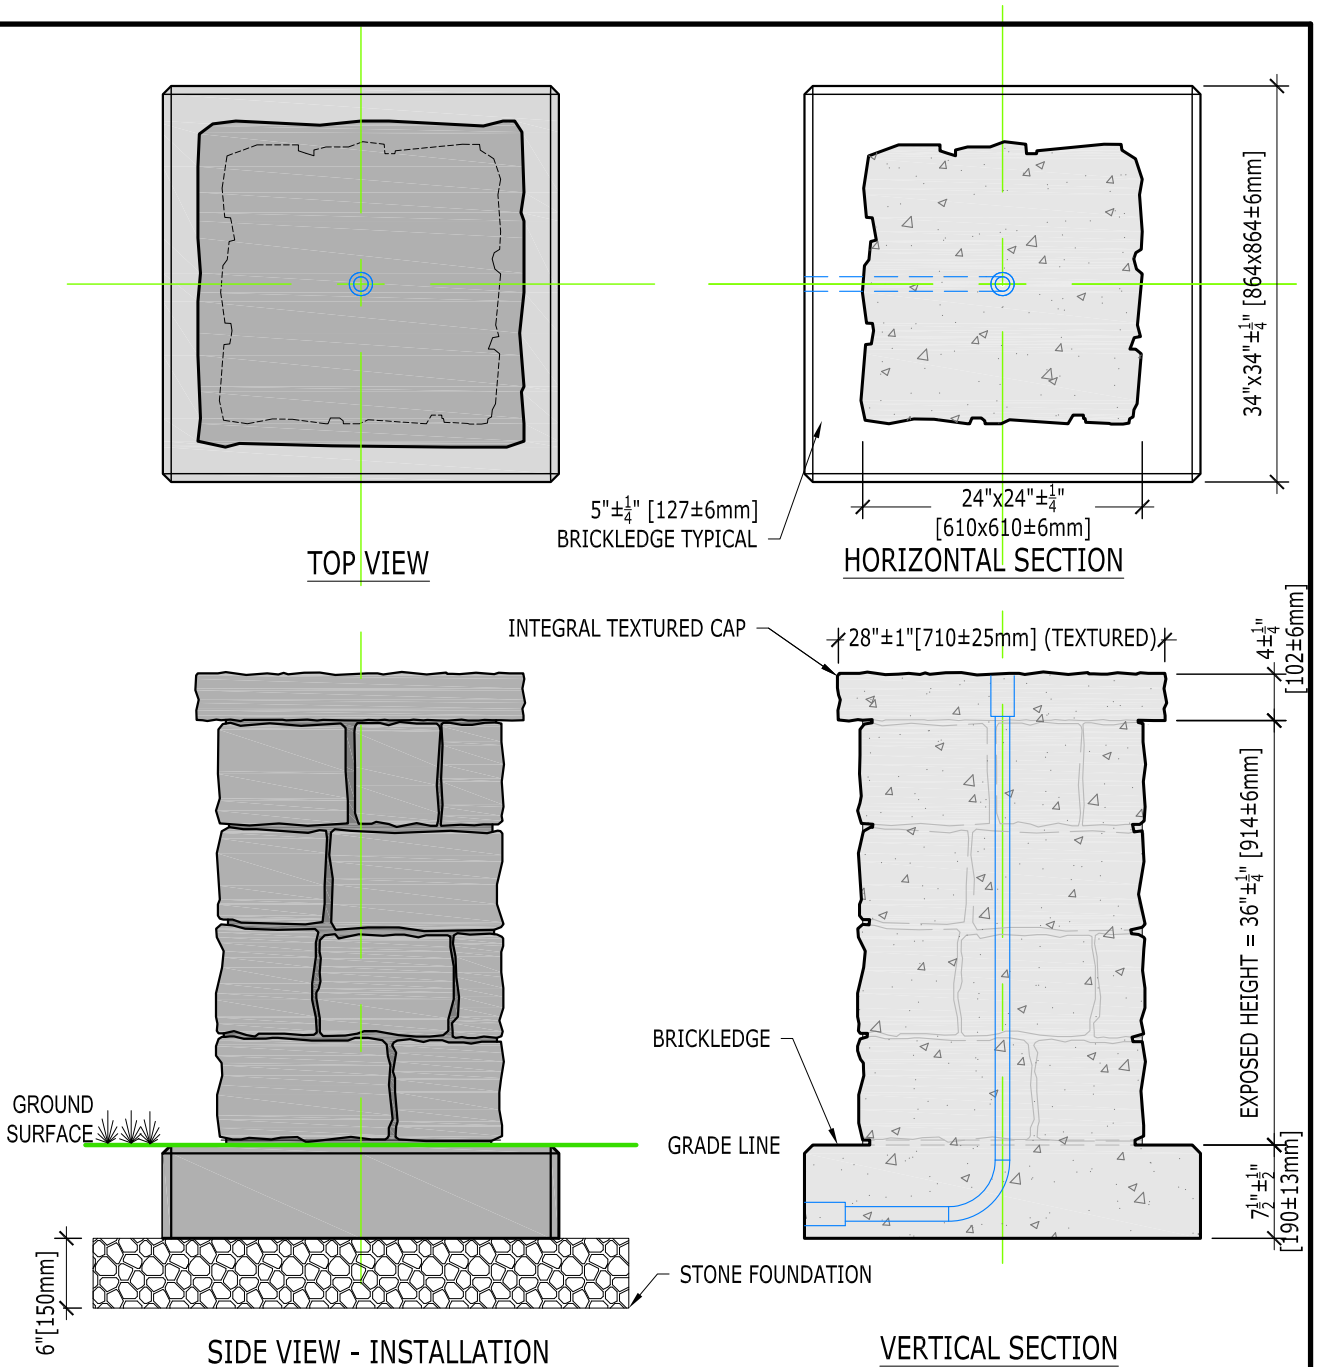 34"x34"±1/4" [864x864±6mm]
5"±1/4" [127±6mm]
BRICKLEDGE TYPICAL
24"x24"±1/4"
[610x610±6mm]
TOP VIEW
HORIZONTAL SECTION
INTEGRAL TEXTURED CAP
28"±1"[710±25mm] (TEXTURED)
4±1/4"
[102±6mm]
EXPOSED HEIGHT = 36"±1/4" [914±6mm]
BRICKLEDGE
GROUND
SURFACE
GRADE LINE
7 1/2"±1/2"
[190±13mm]
6"[150mm]
STONE FOUNDATION
SIDE VIEW - INSTALLATION
VERTICAL SECTION